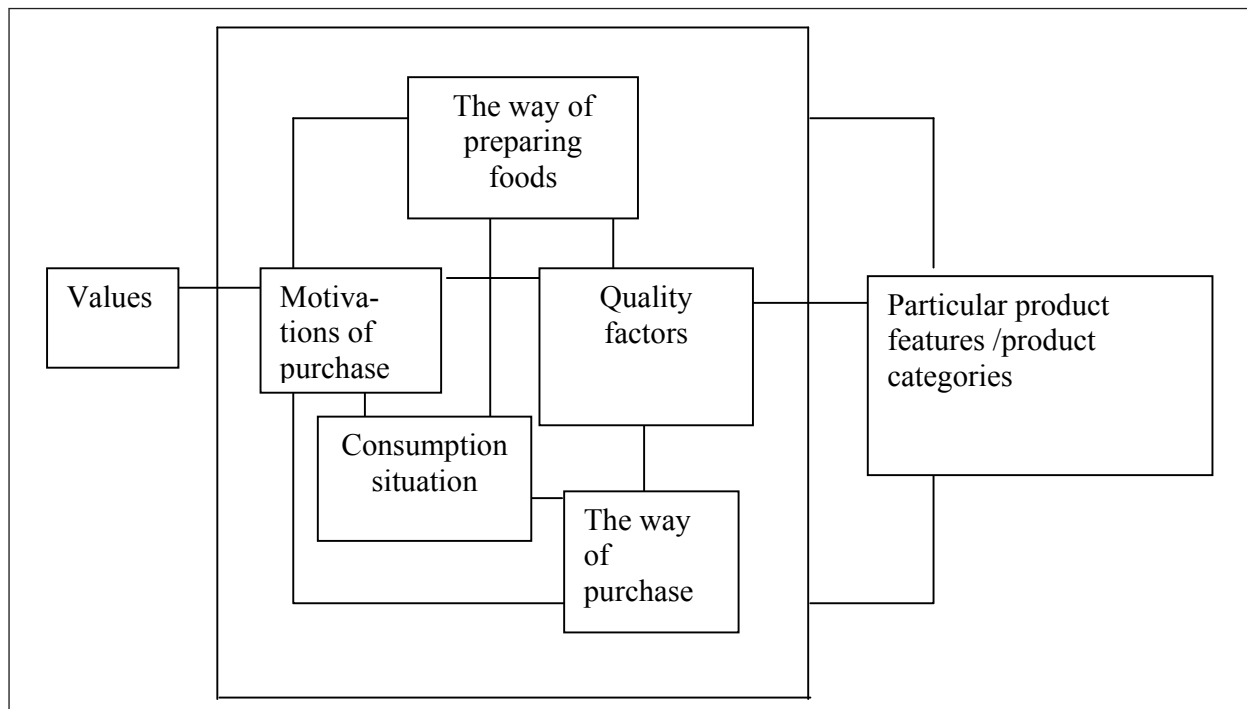 The way of
preparing
foods
Values
Motiva-
tions of
purchase
Quality
factors
Particular product
features /product
categories
Consumption
situation
The way
of
purchase